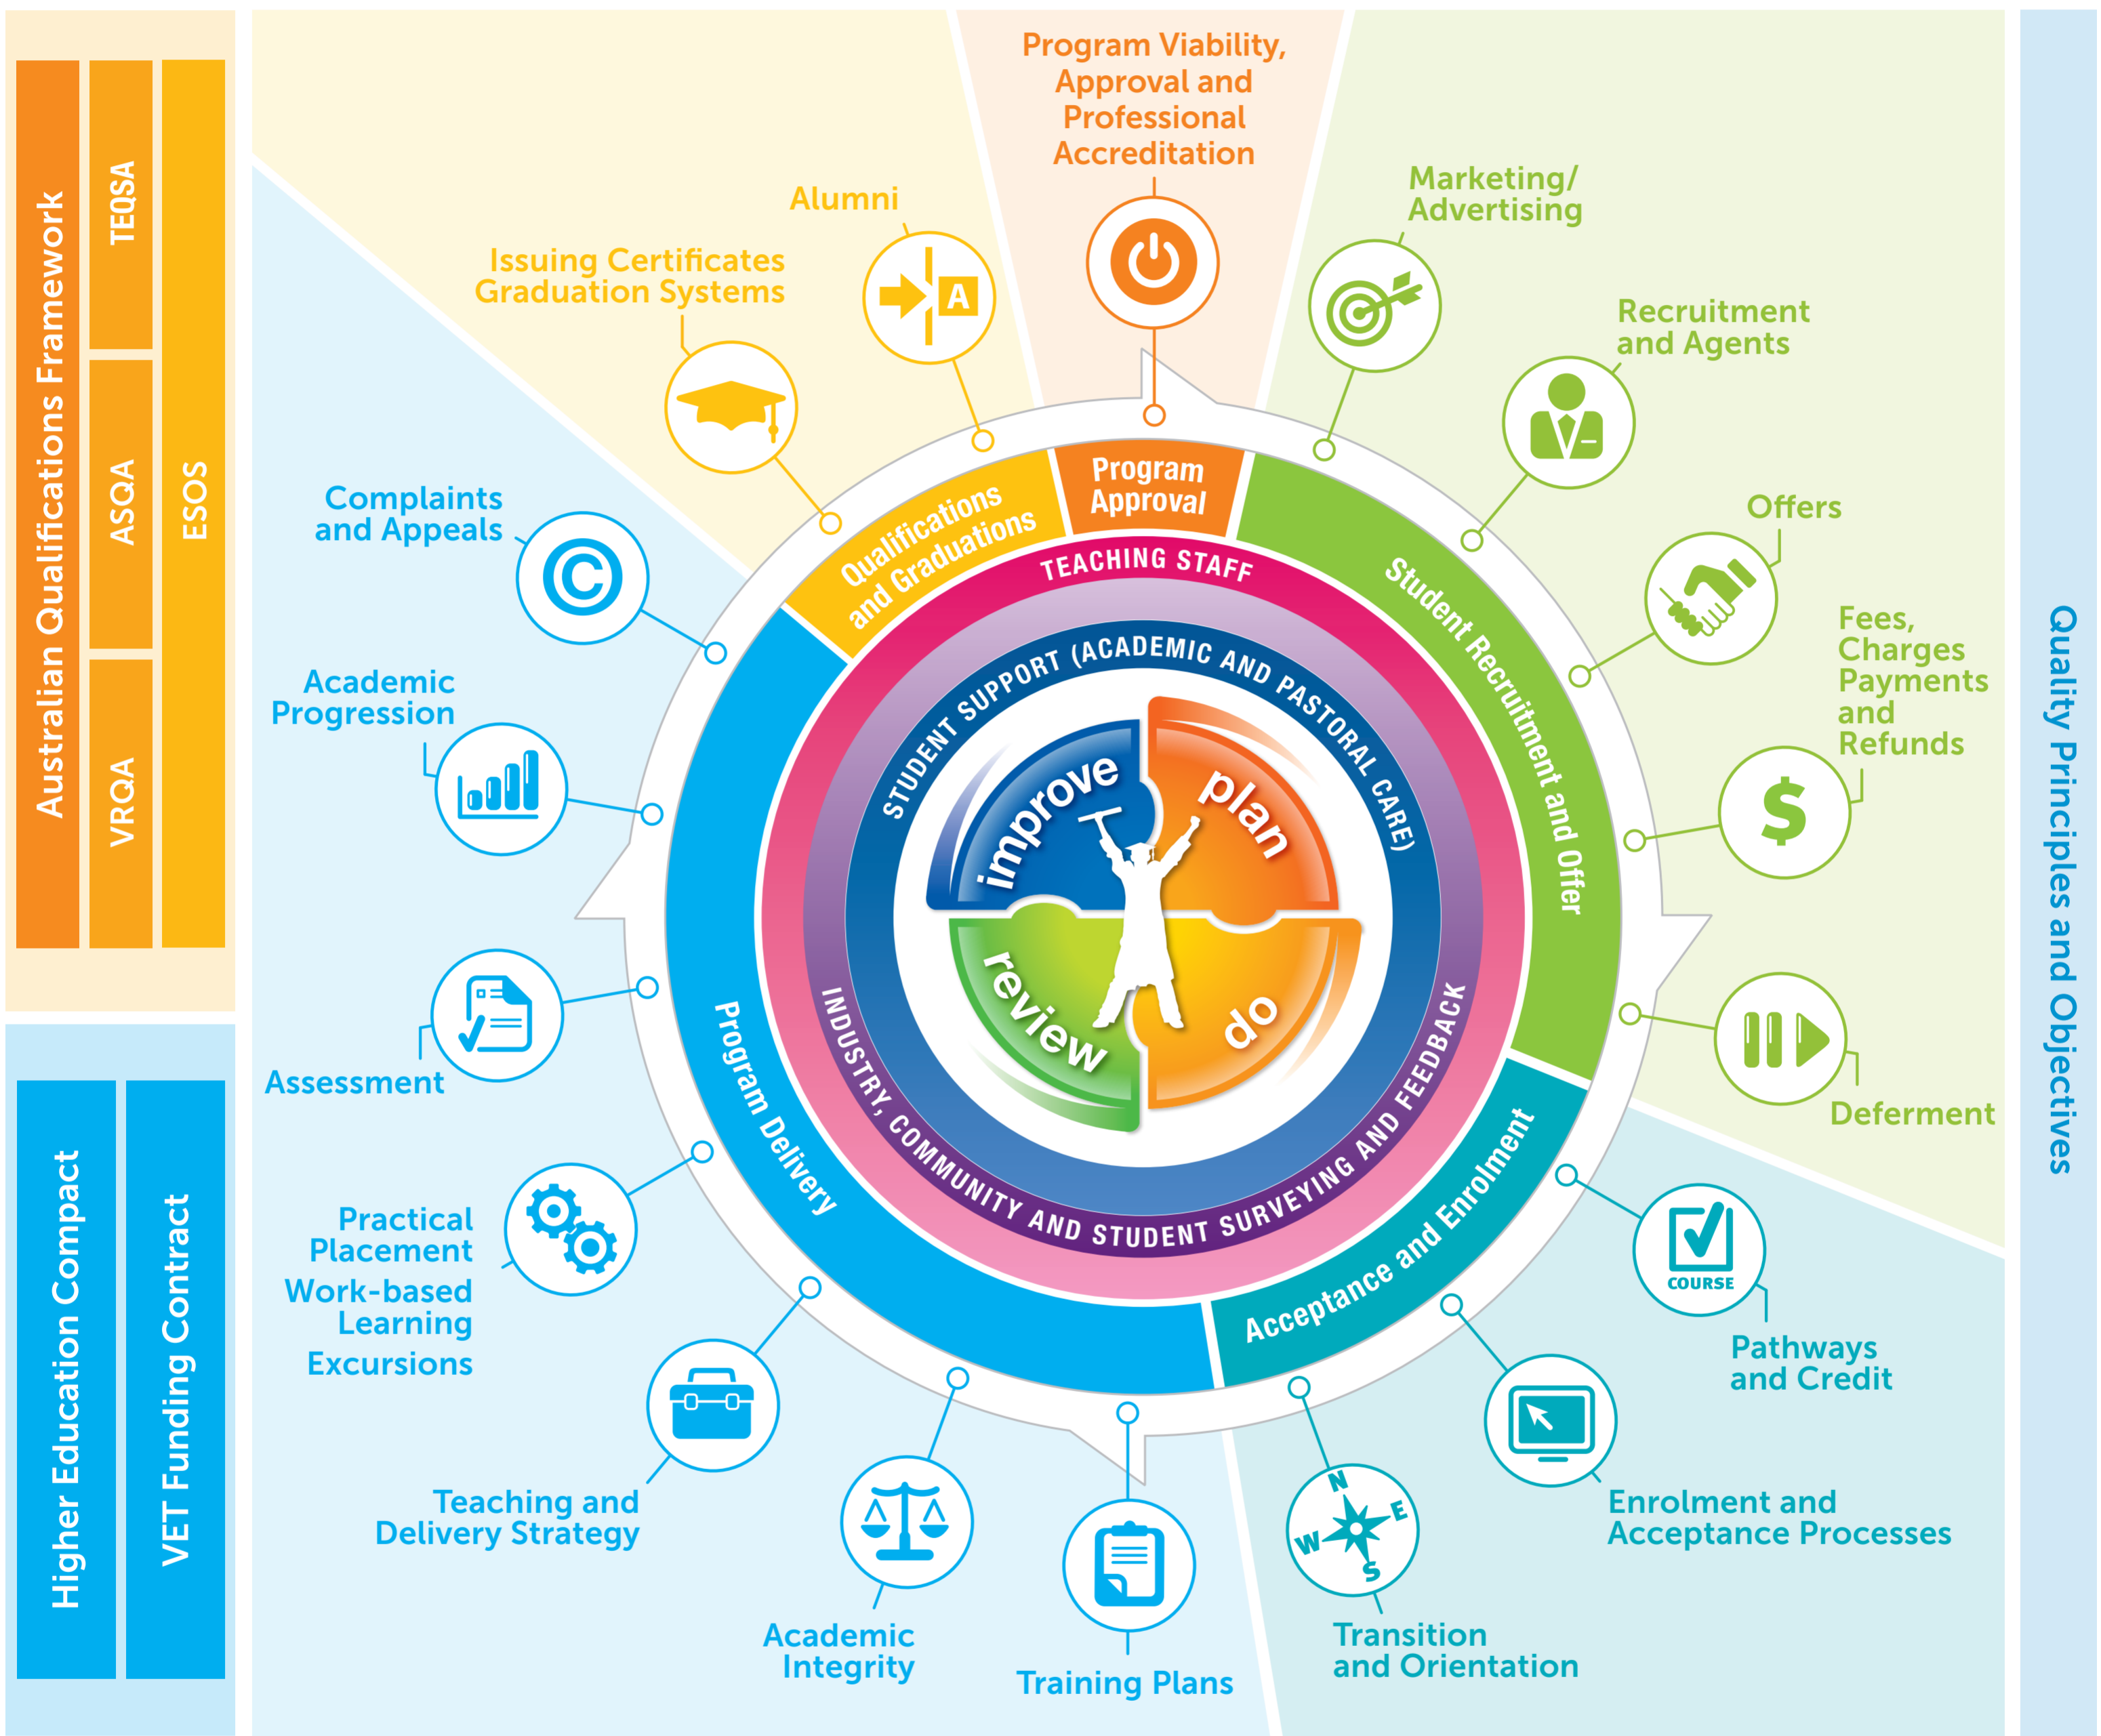 Australian Qualifications Framework
TEQSA
ASQA
VRQA
ESOS
Higher Education Compact
VET Funding Contract
Program Viability,
Approval and
Professional
Accreditation
Marketing/
Advertising
Recruitment
and Agents
Offers
Fees,
Charges
Payments
and
Refunds
$
Deferment
COURSE
Pathways
and Credit
Enrolment and
Acceptance Processes
N
E
S
W
Transition
and Orientation
Training Plans
Academic
Integrity
Teaching and
Delivery Strategy
Practical
Placement
Work-based
Learning
Excursions
Assessment
Academic
Progression
Complaints
and Appeals
©
Issuing Certificates
Graduation Systems
Alumni
A
Program
Approval
Student Recruitment and Offer
Acceptance and Enrolment
Program Delivery
Qualifications
and Graduations
TEACHING STAFF
INDUSTRY, COMMUNITY AND STUDENT SURVEYING AND FEEDBACK
STUDENT SUPPORT (ACADEMIC AND PASTORAL CARE)
plan
do
review
improve
Quality Principles and Objectives